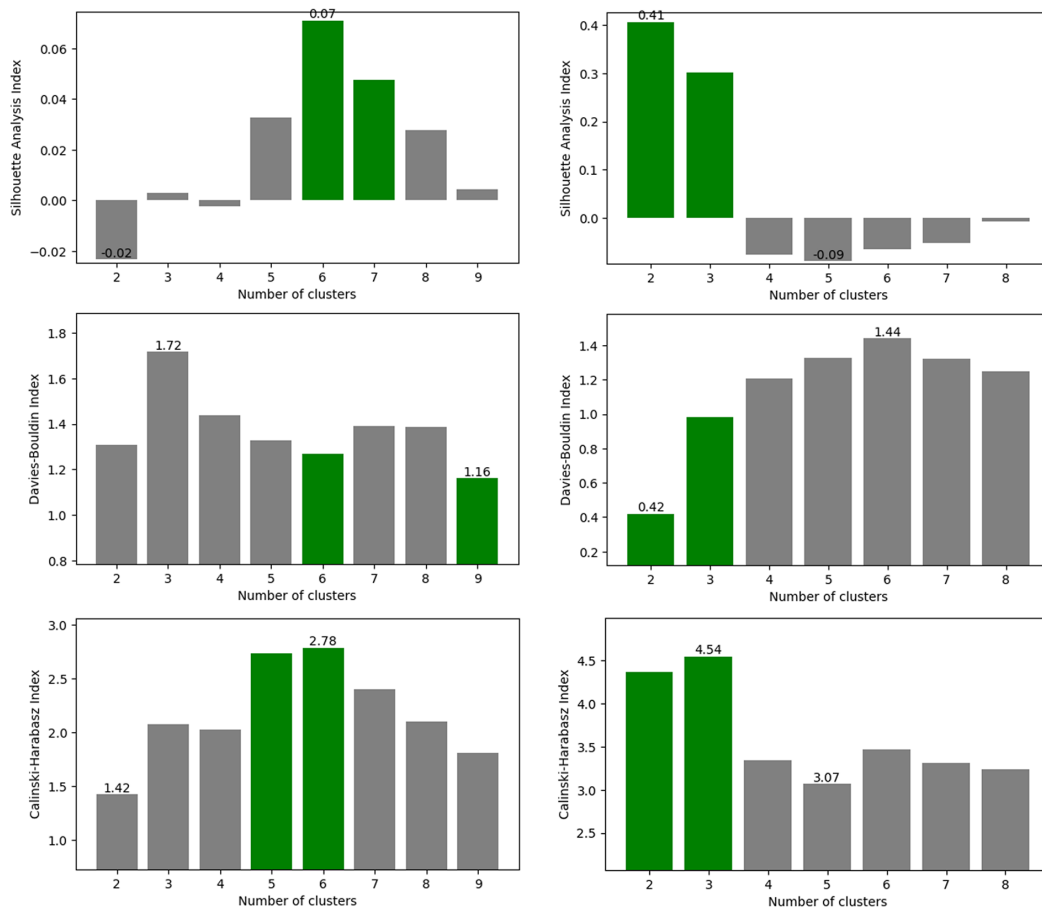 0.07
0.06
0.04
0.02
0.00
−0.02
-0.02
2 3 4 5 6 7 8 9
Number of clusters
Silhouette Analysis Index
0.41
0.4
0.3
0.2
0.1
0.0
-0.09
2 3 4 5 6 7 8
Number of clusters
Silhouette Analysis Index
1.8
1.72
1.6
1.4
1.2
1.16
1.0
0.8
2 3 4 5 6 7 8 9
Number of clusters
Davies-Bouldin Index
1.44
1.4
1.2
1.0
0.8
0.6
0.42
0.4
0.2
2 3 4 5 6 7 8
Number of clusters
Davies-Bouldin Index
3.0
2.78
2.5
2.0
1.5
1.42
1.0
2 3 4 5 6 7 8 9
Number of clusters
Calinski-Harabasz Index
4.54
4.5
4.0
3.5
3.07
3.0
2.5
2 3 4 5 6 7 8
Number of clusters
Calinski-Harabasz Index